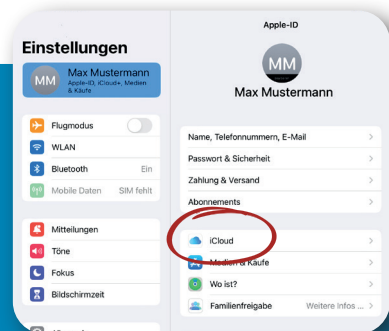 Einstellungen
MM
Max Mustermann
Apple-ID, iCloud+, Medien
& Käufe
Flugmodus
WLAN
Bluetooth Ein
Mobile Daten SIM fehlt
Mitteilungen
Töne
Fokus
Bildschirmzeit
Apple-ID
MM
Max Mustermann
Name, Telefonnummern, E-Mail
Passwort & Sicherheit
Zahlung & Versand
Abonnements
iCloud
Medien & Käufe
Wo ist?
Familienfreigabe Weitere Infos ...